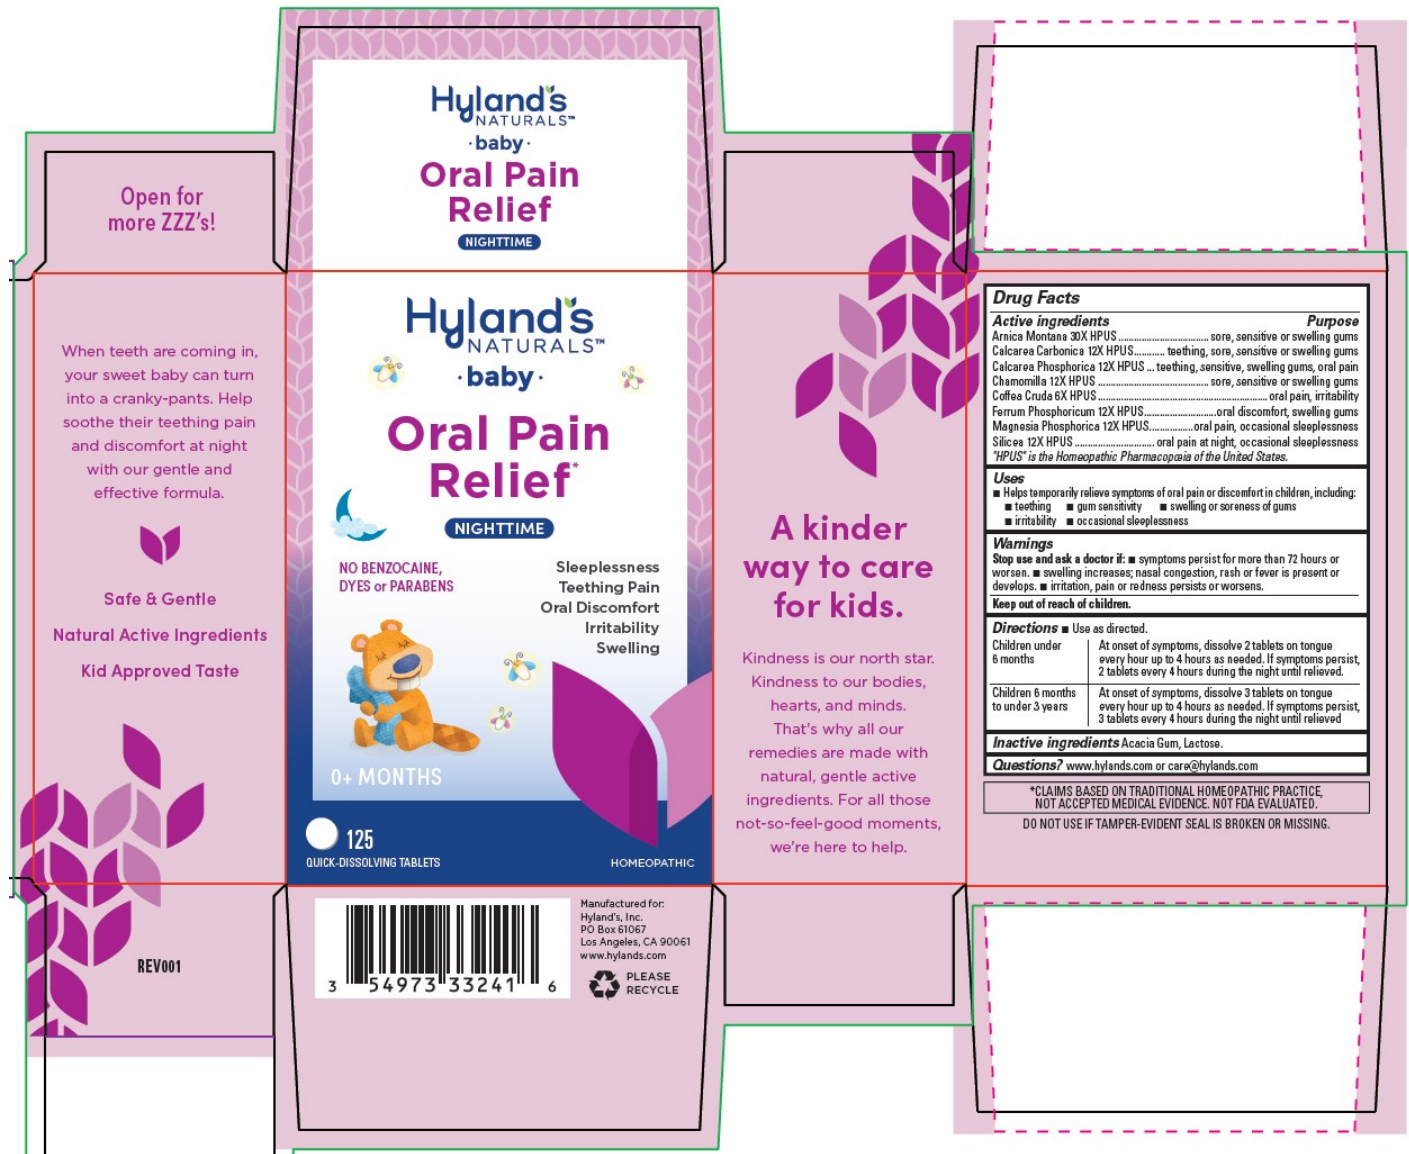 Open for
more ZZZ's!
When teeth are coming in,
your sweet baby can turn
into a cranky-pants. Help
soothe their teething pain
and discomfort at night
with our gentle and
effective formula.
Safe & Gentle
Natural Active Ingredients
Kid Approved Taste
REV001
Hyland's
NATURALS™
·baby·
Oral Pain
Relief
NIGHTTIME
Hyland's
NATURALS™
·baby·
Oral Pain
Relief*
NIGHTTIME
NO BENZOCAINE,
DYES or PARABENS
Sleeplessness
Teething Pain
Oral Discomfort
Irritability
Swelling
0+ MONTHS
125
QUICK-DISSOLVING TABLETS
HOMEOPATHIC
3 54973 33241 6
Manufactured for:
Hyland's, Inc.
PO Box 61067
Los Angeles, CA 90061
www.hylands.com
PLEASE
RECYCLE
A kinder
way to care
for kids.
Kindness is our north star.
Kindness to our bodies,
hearts, and minds.
That's why all our
remedies are made with
natural, gentle active
ingredients. For all those
not-so-feel-good moments,
we're here to help.
Drug Facts
Active ingredients Purpose
Arnica Montana 30X HPUS .................................. sore, sensitive or swelling gums
Calcarea Carbonica 12X HPUS........... teething, sore, sensitive or swelling gums
Calcarea Phosphorica 12X HPUS ... teething, sensitive, swelling gums, oral pain
Chamomilla 12X HPUS .......................................... sore, sensitive or swelling gums
Coffea Cruda 6X HPUS ................................................................ oral pain, irritability
Ferrum Phosphoricum 12X HPUS...........................oral discomfort, swelling gums
Magnesia Phosphorica 12X HPUS.................oral pain, occasional sleeplessness
Silicea 12X HPUS .............................. oral pain at night, occasional sleeplessness
"HPUS" is the Homeopathic Pharmacopœia of the United States.
Uses
■ Helps temporarily relieve symptoms of oral pain or discomfort in children, including:
■ teething ■ gum sensitivity ■ swelling or soreness of gums
■ irritability ■ occasional sleeplessness
Warnings
Stop use and ask a doctor if: ■ symptoms persist for more than 72 hours or
worsen. ■ swelling increases; nasal congestion, rash or fever is present or
develops. ■ irritation, pain or redness persists or worsens.
Keep out of reach of children.
Directions ■ Use as directed.
Children under
6 months
At onset of symptoms, dissolve 2 tablets on tongue
every hour up to 4 hours as needed. If symptoms persist,
2 tablets every 4 hours during the night until relieved.
Children 6 months
to under 3 years
At onset of symptoms, dissolve 3 tablets on tongue
every hour up to 4 hours as needed. If symptoms persist,
3 tablets every 4 hours during the night until relieved
Inactive ingredients Acacia Gum, Lactose.
Questions? www.hylands.com or care@hylands.com
*CLAIMS BASED ON TRADITIONAL HOMEOPATHIC PRACTICE,
NOT ACCEPTED MEDICAL EVIDENCE. NOT FDA EVALUATED.
DO NOT USE IF TAMPER-EVIDENT SEAL IS BROKEN OR MISSING.